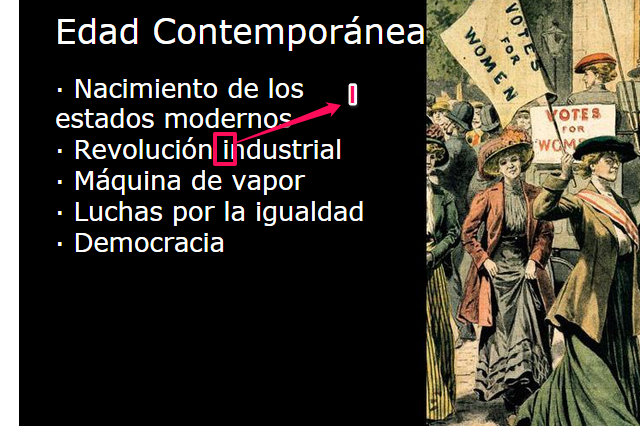 Edad Contemporánea
· Nacimiento de los
estados modernos
· Revolución industrial
· Máquina de vapor
· Luchas por la igualdad
· Democracia
I
VOTES
FOR
WOMEN
VOTES
FOR
WOM